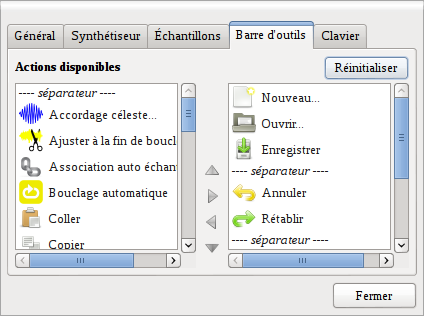 Général Synthétiseur Échantillons Barre d'outils Clavier
Actions disponibles
Réinitialiser
---- séparateur ----
Accordage céleste...
Ajuster à la fin de boucl
Association auto échan
Bouclage automatique
Coller
Copier
Nouveau...
Ouvrir...
Enregistrer
---- séparateur ----
Annuler
Rétablir
---- séparateur ----
Fermer